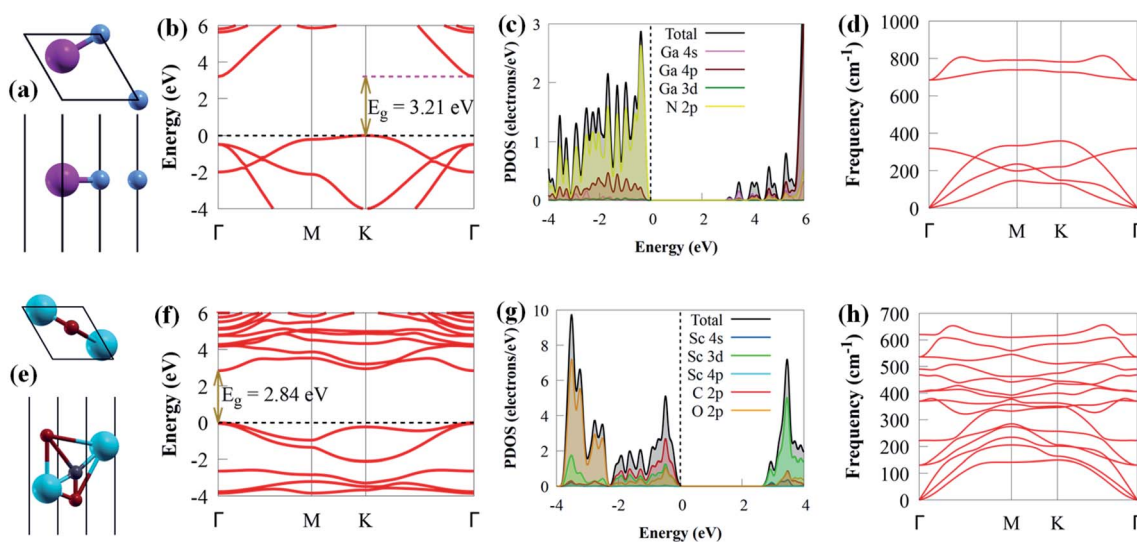 (a)
(b)
Energy (eV)
6
4
2
0
-2
-4
E_g = 3.21 eV
Γ M K Γ
(c)
PDOS (electrons/eV)
3
2
1
0
Total
Ga 4s
Ga 4p
Ga 3d
N 2p
-4 -2 0 2 4 6
Energy (eV)
(d)
Frequency (cm⁻¹)
1000
800
600
400
200
0
Γ M K Γ
(e)
(f)
Energy (eV)
6
4
2
0
-2
-4
E_g = 2.84 eV
Γ M K Γ
(g)
PDOS (electrons/eV)
10
8
6
4
2
0
Total
Sc 4s
Sc 3d
Sc 4p
C 2p
O 2p
-4 -2 0 2 4
Energy (eV)
(h)
Frequency (cm⁻¹)
700
600
500
400
300
200
100
0
Γ M K Γ